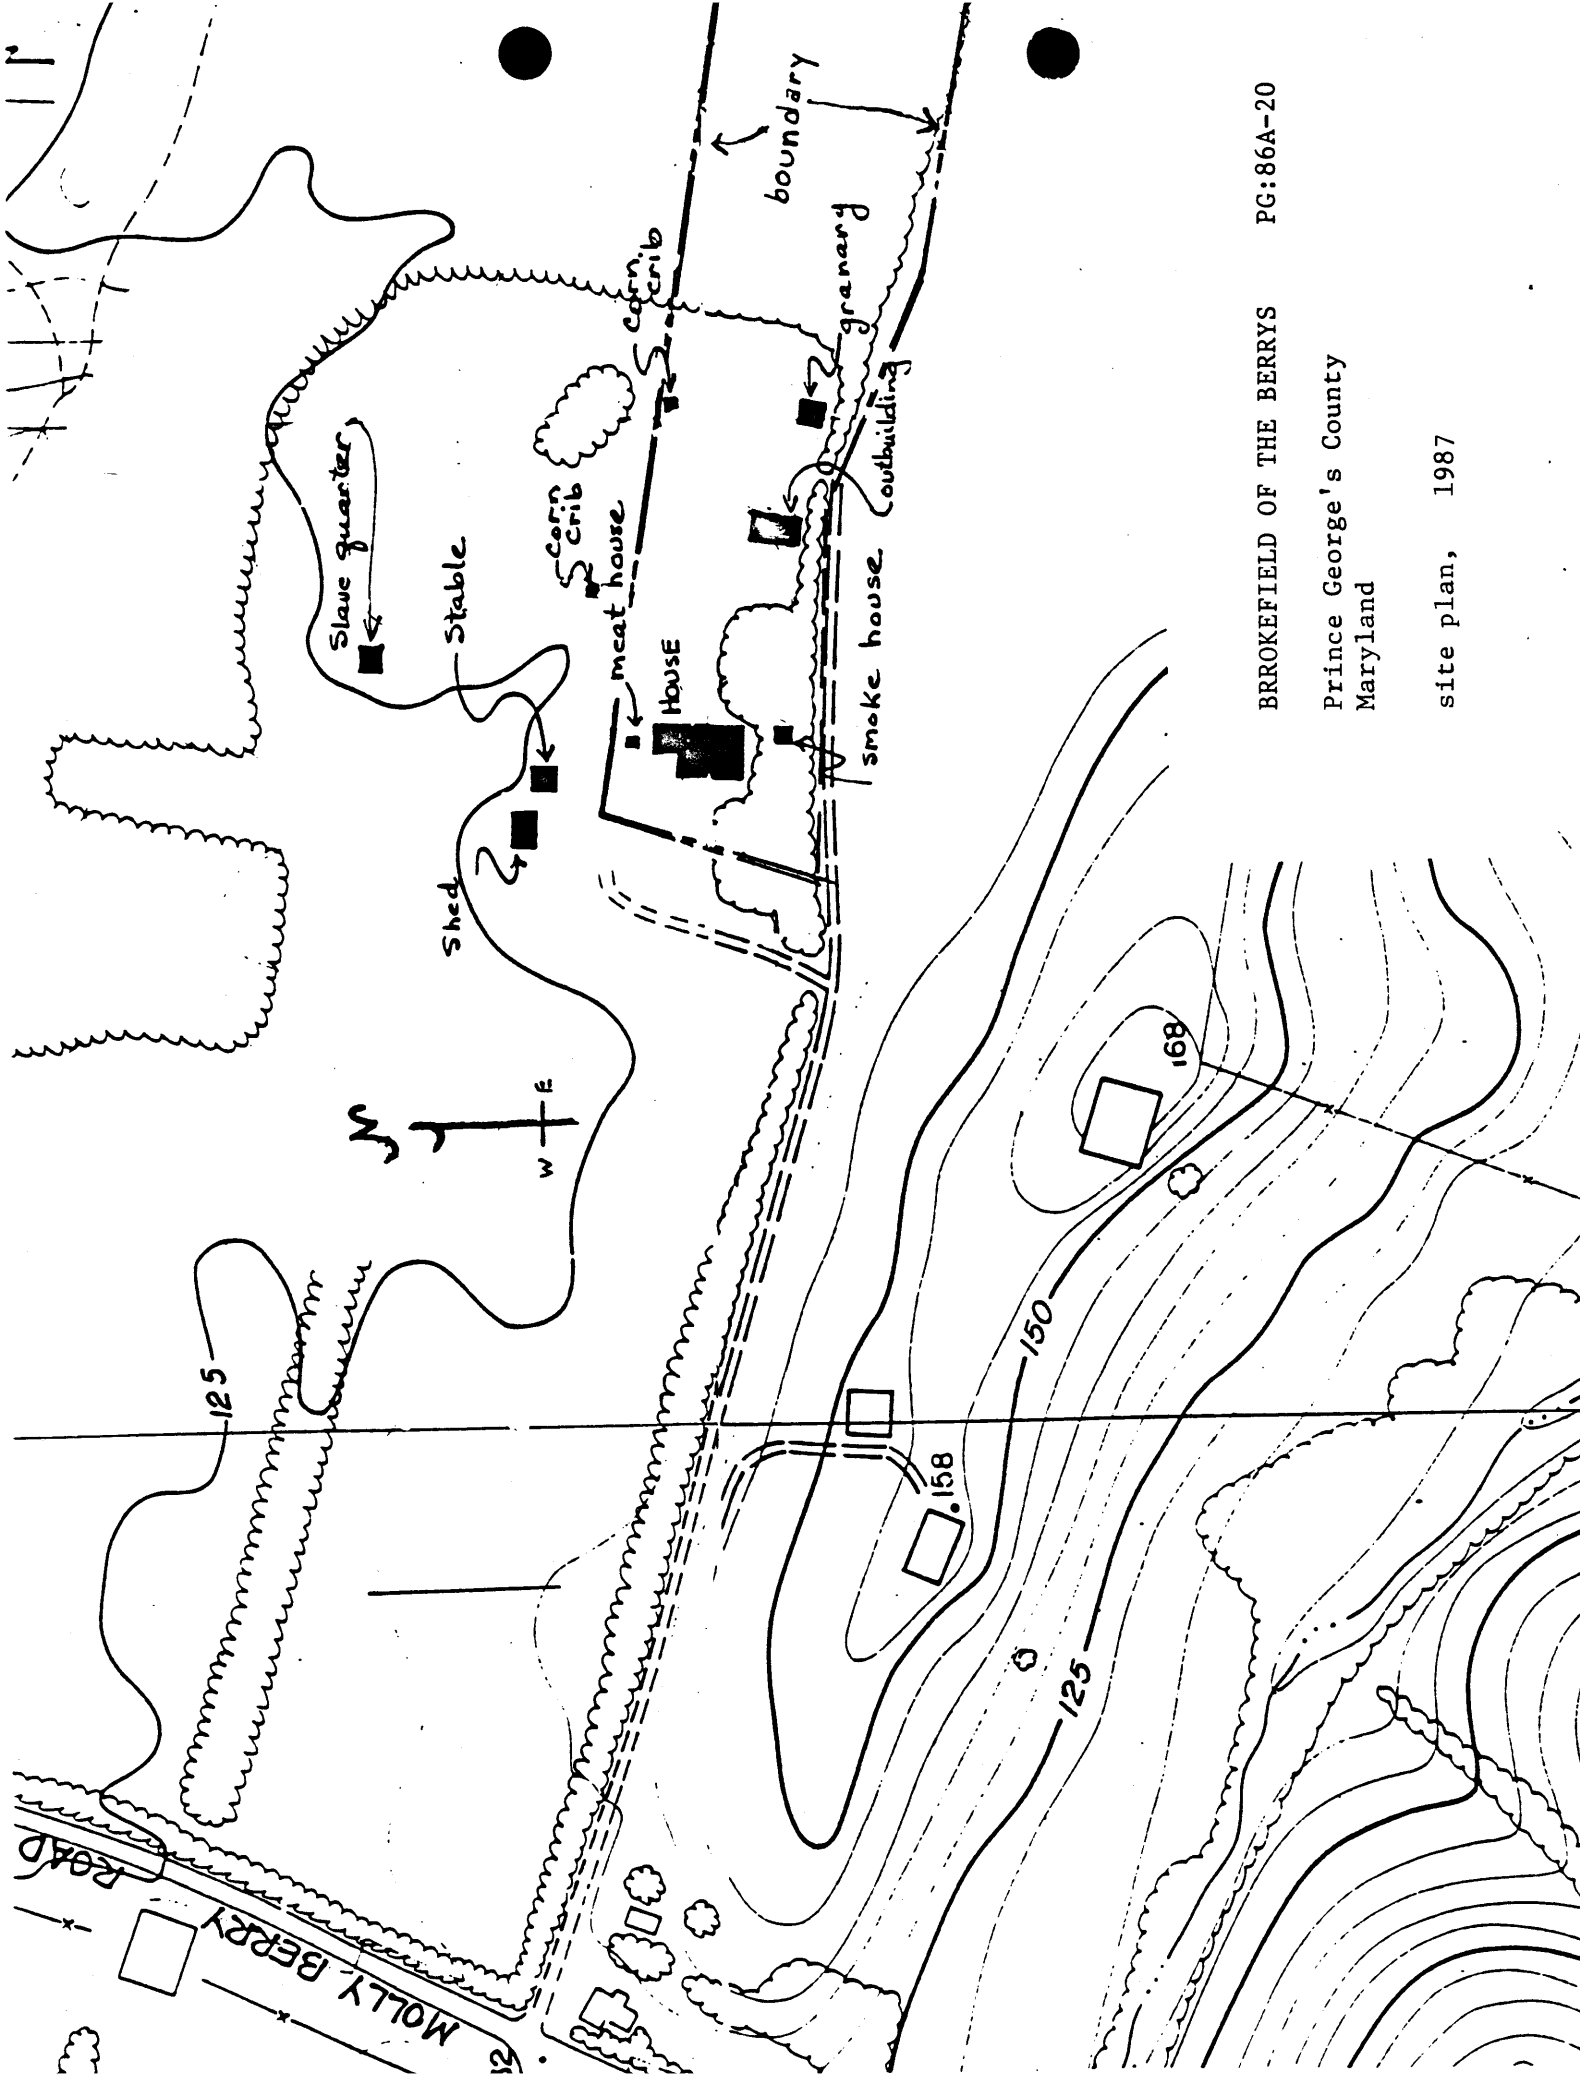 Slave quarter
Stable
Shed
corn
crib
corn
crib
meat house
HOUSE
boundary
granary
outbuilding
smoke house
N
W
E
125
150
168
158
125
MOLLY BERRY ROAD
BRROKEFIELD OF THE BERRYS PG:86A-20
Prince George's County
Maryland
site plan, 1987